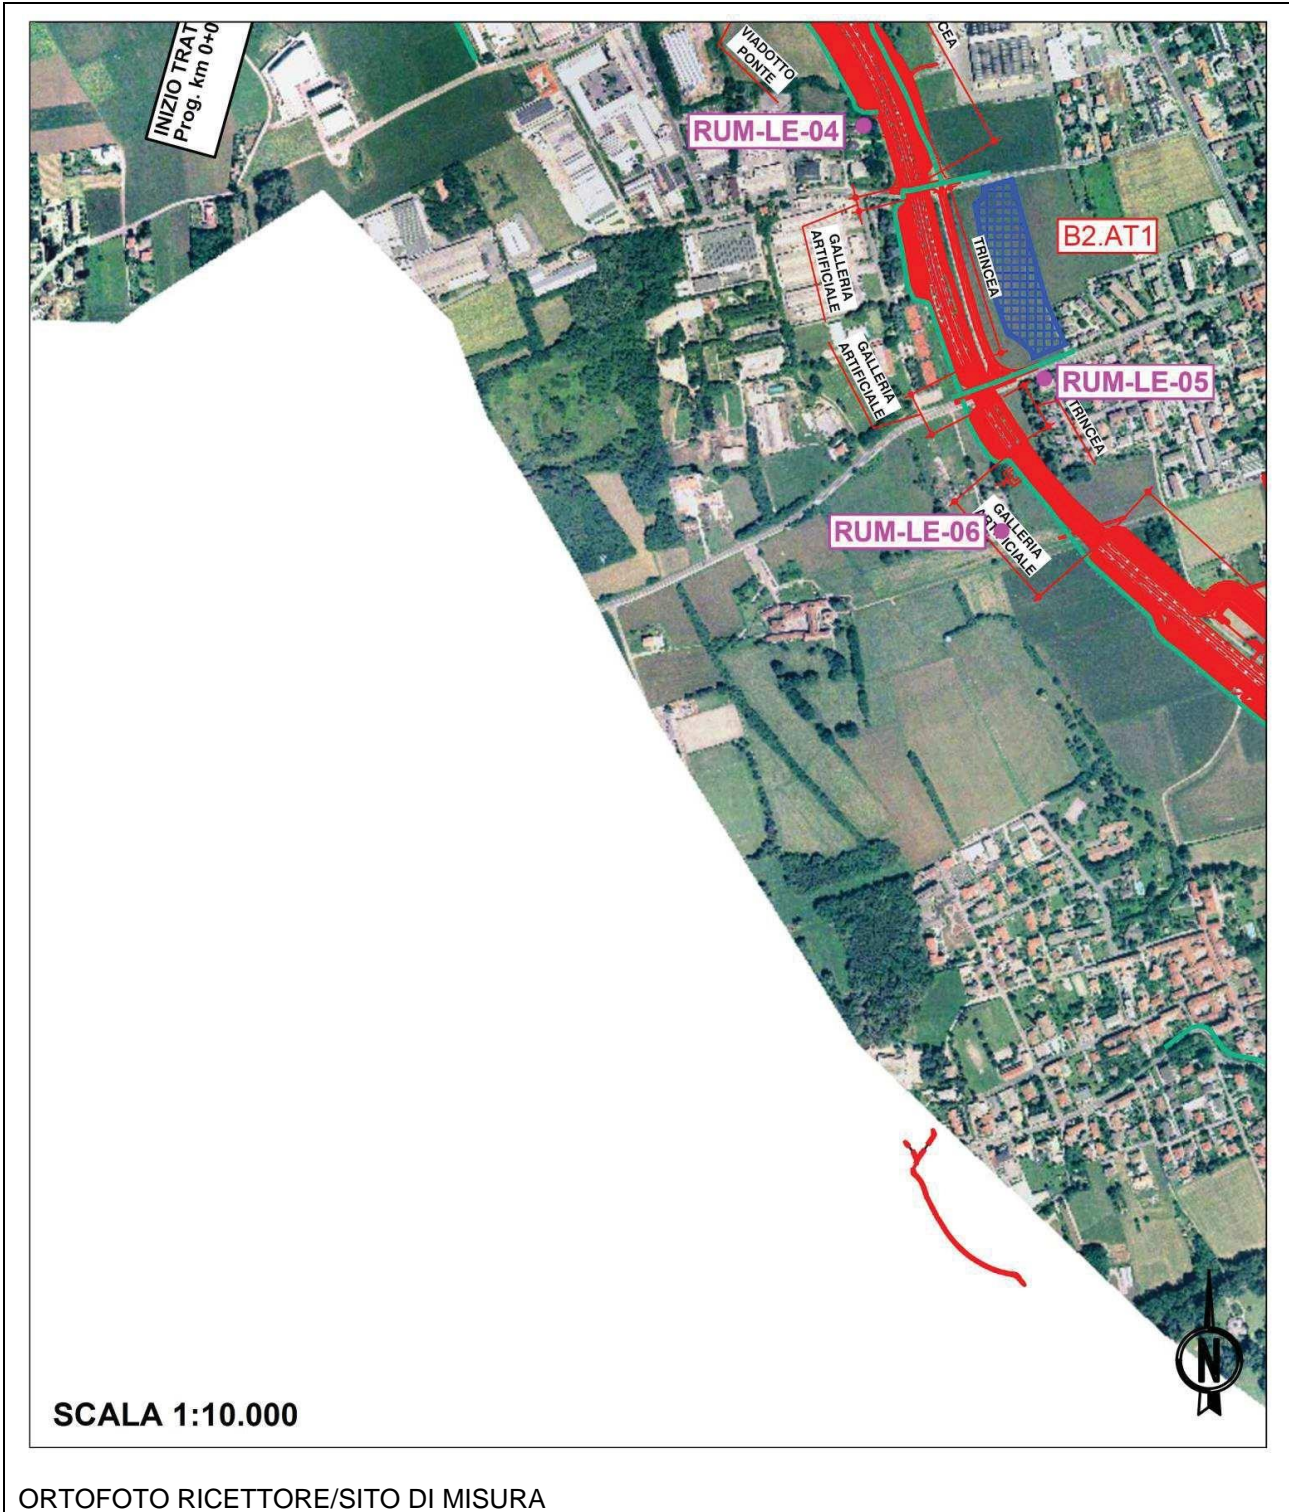 INIZIO TRAT
Prog. km 0+0
VIADOTTO
PONTE
CEA
RUM-LE-04
B2.AT1
TRINCEA
GALLERIA
ARTIFICIALE
GALLERIA
ARTIFICIALE
RUM-LE-05
TRINCEA
RUM-LE-06
GALLERIA
ARTIFICIALE
N
SCALA 1:10.000
ORTOFOTO RICETTORE/SITO DI MISURA